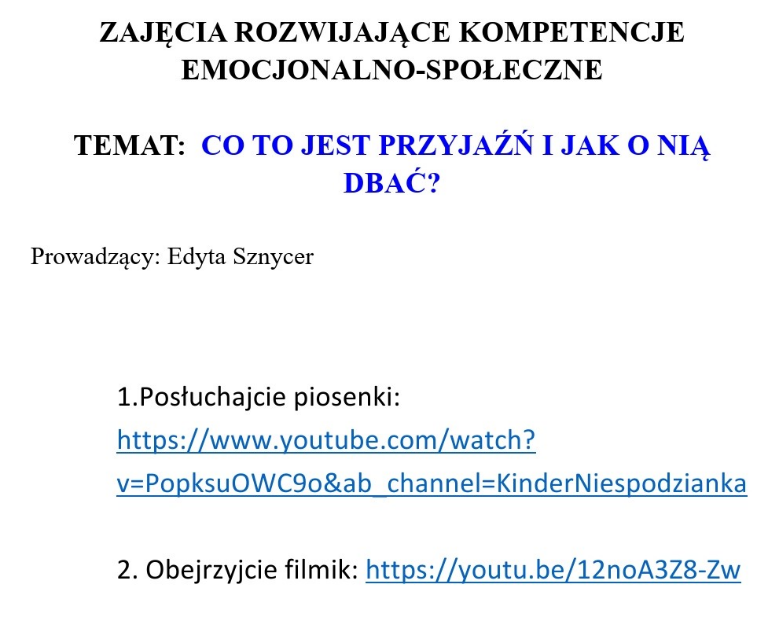 ZAJĘCIA ROZWIJAJĄCE KOMPETENCJE
EMOCJONALNO-SPOŁECZNE
TEMAT: CO TO JEST PRZYJAŹŃ I JAK O NIĄ
DBAĆ?
Prowadzący: Edyta Sznycer
1.Posłuchajcie piosenki:
https://www.youtube.com/watch?
v=PopksuOWC9o&ab_channel=KinderNiespodzianka
2. Obejrzyjcie filmik: https://youtu.be/12noA3Z8-Zw